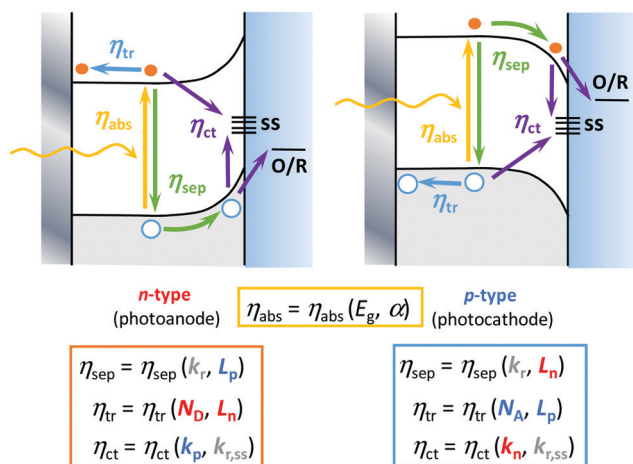 ηtr
ηabs
ηct
ss
ηsep
O/R
ηsep
O/R
ηabs
ηct
ss
ηtr
n-type
(photoanode)
ηabs = ηabs (Eg, α)
p-type
(photocathode)
ηsep = ηsep (kr, Lp)
ηtr = ηtr (ND, Ln)
ηct = ηct (kp, kr,ss)
ηsep = ηsep (kr, Ln)
ηtr = ηtr (NA, Lp)
ηct = ηct (kn, kr,ss)